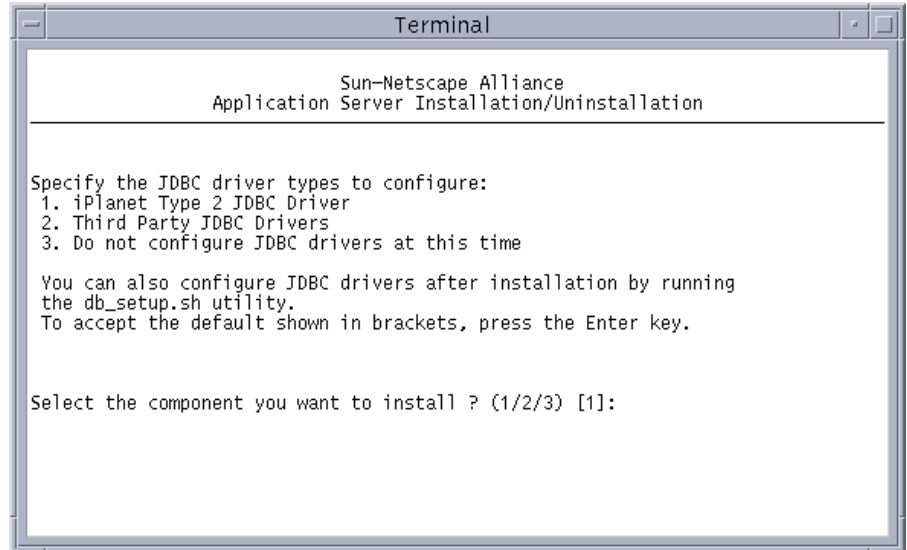 Terminal
Sun-Netscape Alliance
Application Server Installation/Uninstallation
Specify the JDBC driver types to configure:
1. iPlanet Type 2 JDBC Driver
2. Third Party JDBC Drivers
3. Do not configure JDBC drivers at this time
You can also configure JDBC drivers after installation by running
the db_setup.sh utility.
To accept the default shown in brackets, press the Enter key.
Select the component you want to install ? (1/2/3) [1]: